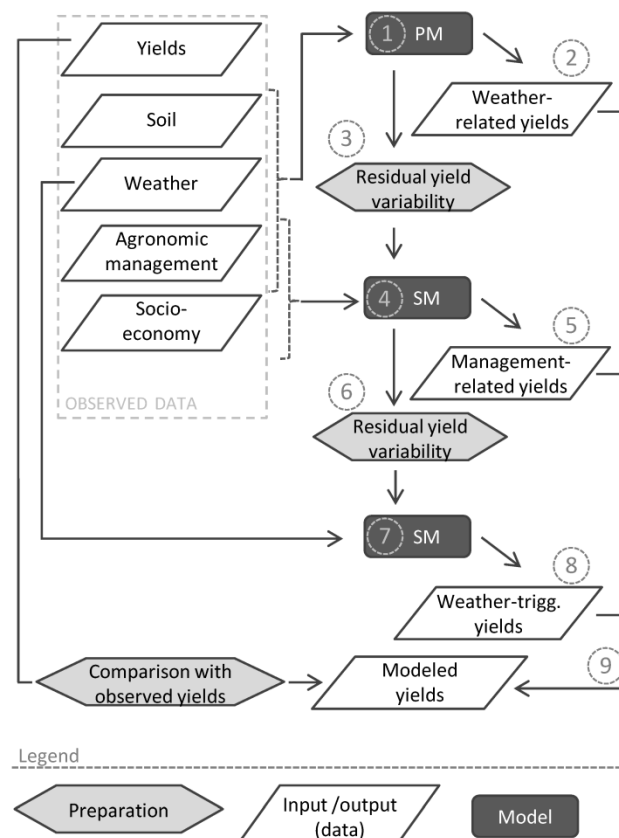 Yields
Soil
Weather
Agronomic
management
Socio-
economy
OBSERVED DATA
1 PM
2
Weather-
related yields
3
Residual yield
variability
4 SM
5
Management-
related yields
6
Residual yield
variability
7 SM
8
Weather-trigg.
yields
9
Comparison with
observed yields
Modeled
yields
Legend
Preparation
Input /output
(data)
Model